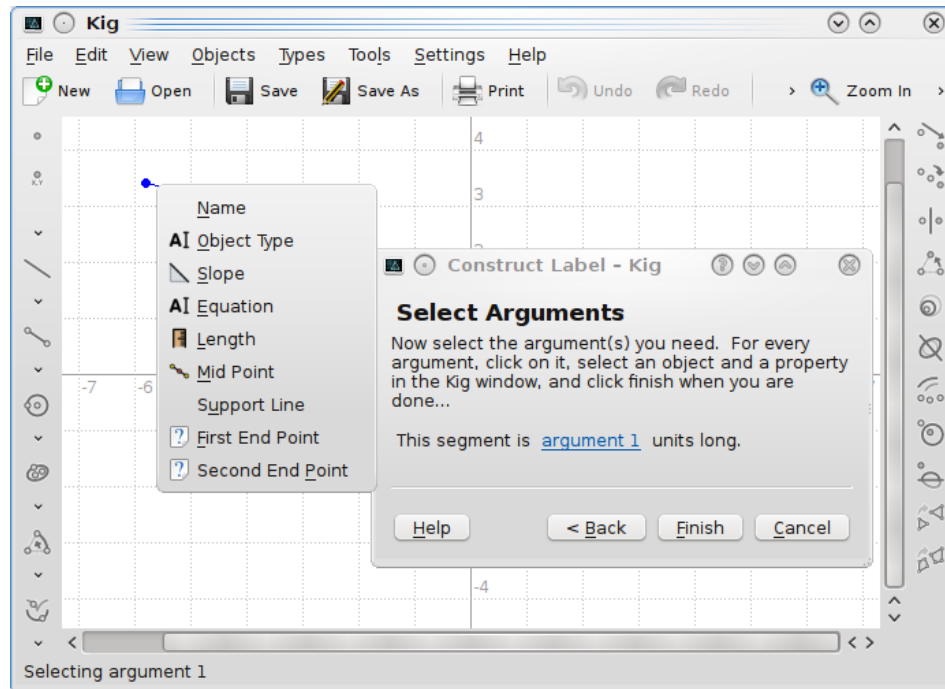 Kig
File Edit View Objects Types Tools Settings Help
New Open Save Save As Print Undo Redo Zoom In
X,Y
4
3
-7 -6
-4
Name
Object Type
Slope
Equation
Length
Mid Point
Support Line
First End Point
Second End Point
Construct Label – Kig
Select Arguments
Now select the argument(s) you need. For every
argument, click on it, select an object and a property
in the Kig window, and click finish when you are
done...
This segment is argument 1 units long.
Help < Back Finish Cancel
Selecting argument 1